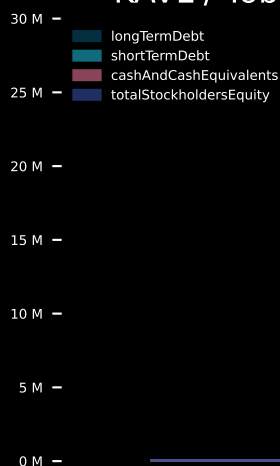 30 M
longTermDebt
shortTermDebt
cashAndCashEquivalents
totalStockholdersEquity
25 M
20 M
15 M
10 M
5 M
0 M